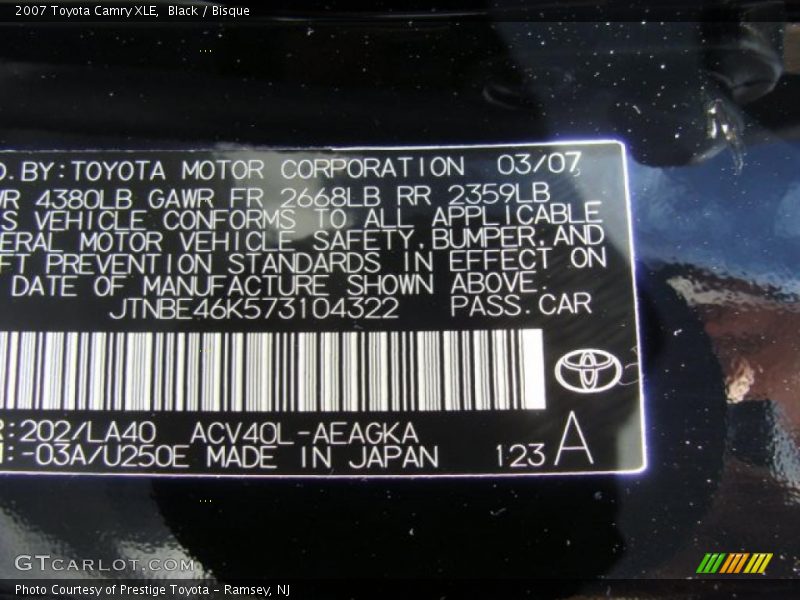 2007 Toyota Camry XLE,  Black / Bisque
D.BY:TOYOTA MOTOR CORPORATION 03/07
WR 4380LB GAWR FR 2668LB RR 2359LB
S VEHICLE CONFORMS TO ALL APPLICABLE
ERAL MOTOR VEHICLE SAFETY,BUMPER,AND
FT PREVENTION STANDARDS IN EFFECT ON
DATE OF MANUFACTURE SHOWN ABOVE.
JTNBE46K573104322 PASS.CAR
R:202/LA40 ACV40L-AEAGKA
:-03A/U250E MADE IN JAPAN 123 A
GTCARLOT.COM
Photo Courtesy of Prestige Toyota - Ramsey, NJ